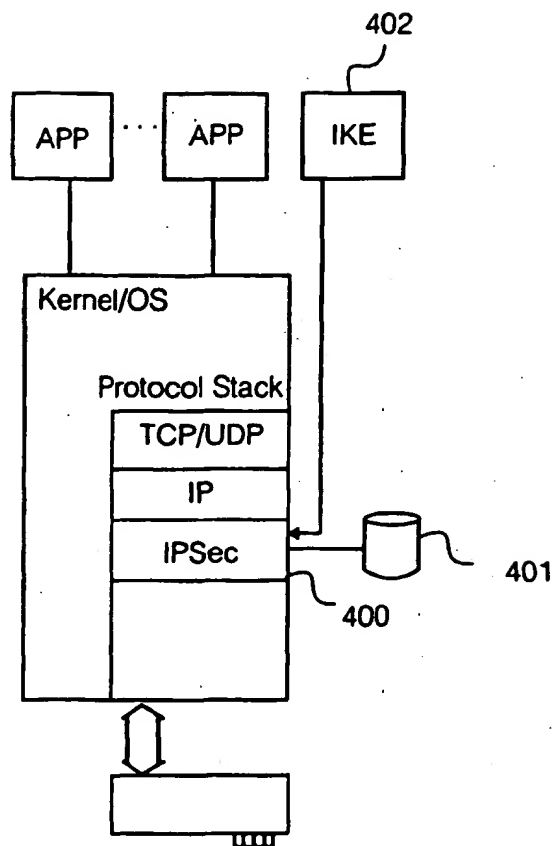 402
APP .... APP
IKE
Kernel/OS
Protocol Stack
TCP/UDP
IP
IPSec
401
400